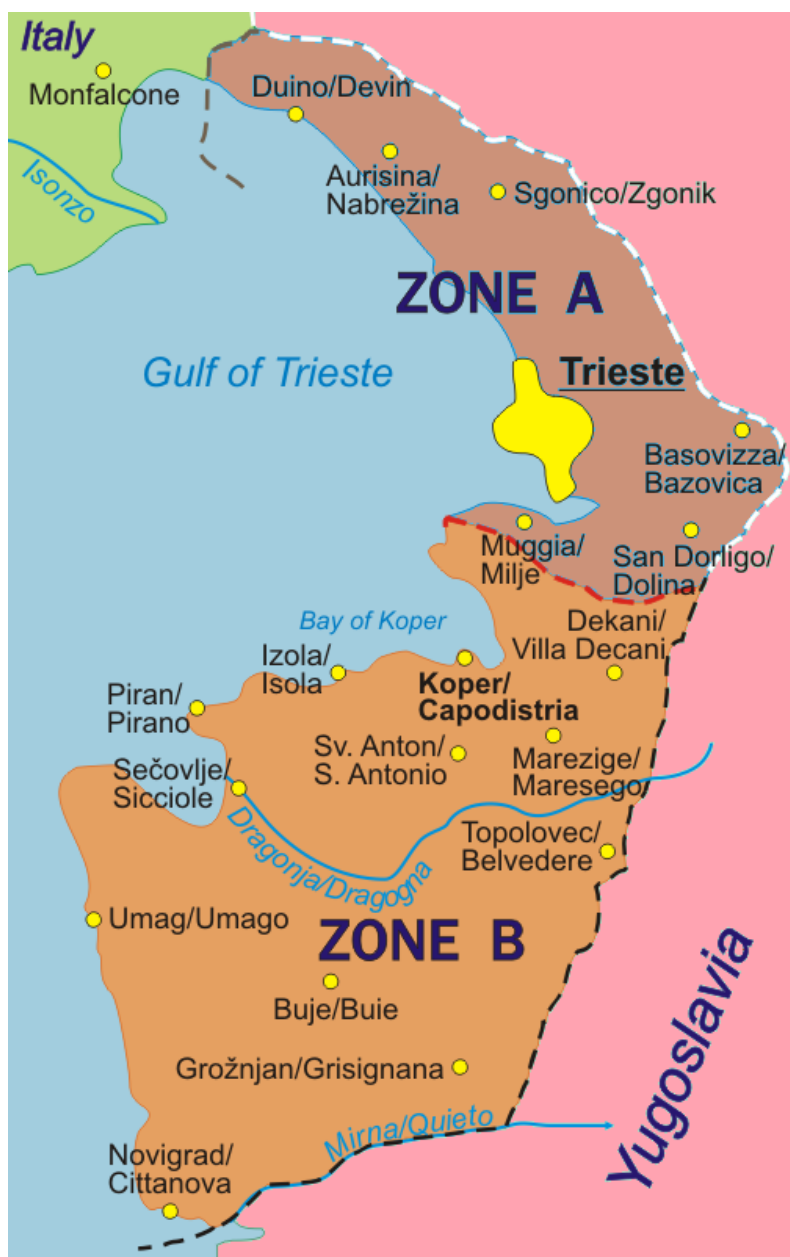 Italy
Monfalcone
Isonzo
Duino/Devin
Aurisina/
Nabrežina
Sgonico/Zgonik
ZONE A
Gulf of Trieste
Trieste
Basovizza/
Bazovica
Muggia/
Milje
San Dorligo/
Dolina
Bay of Koper
Dekani/
Villa Decani
Izola/
Isola
Koper/
Capodistria
Piran/
Pirano
Sv. Anton/
S. Antonio
Marezige/
Maresego
Sečovlje/
Sicciole
Dragonja/Dragogna
Topolovec/
Belvedere
Umag/Umago
ZONE B
Buje/Buie
Yugoslavia
Grožnjan/Grisignana
Mirna/Quieto
Novigrad/
Cittanova